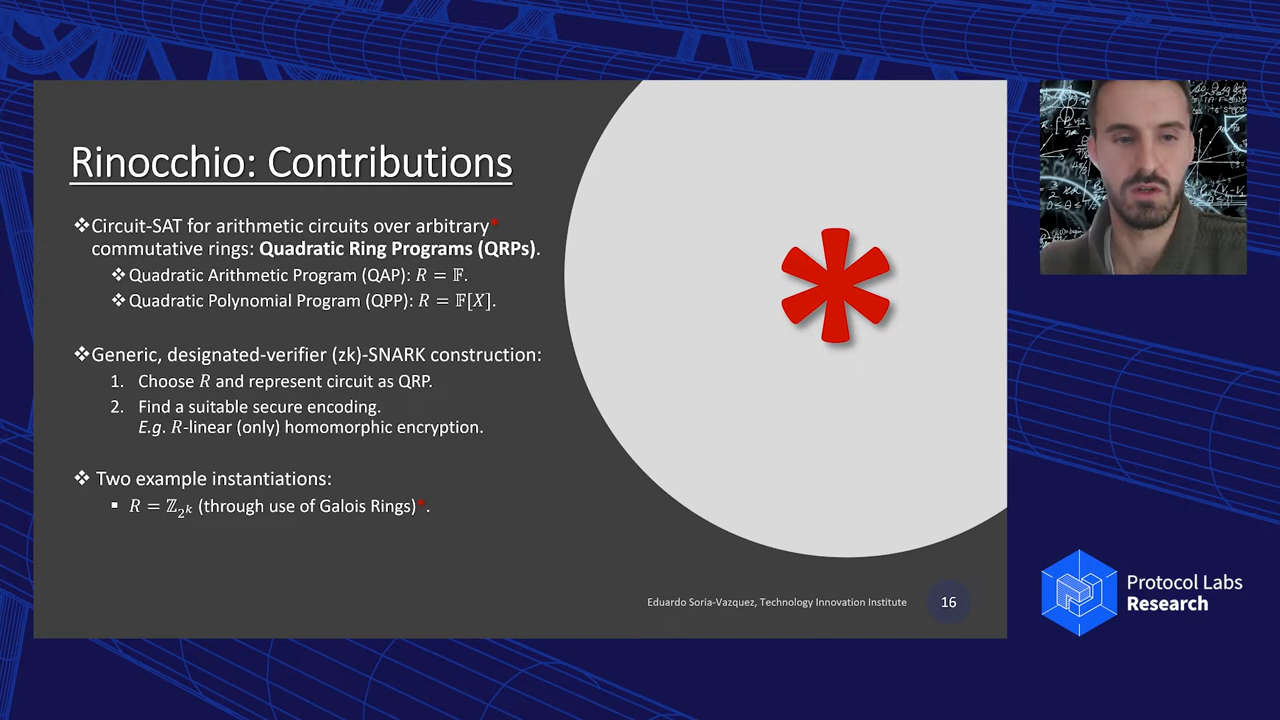 Rinocchio: Contributions
❖Circuit-SAT for arithmetic circuits over arbitrary*
commutative rings: Quadratic Ring Programs (QRPs).
❖Quadratic Arithmetic Program (QAP): 𝑅 = 𝔽.
❖Quadratic Polynomial Program (QPP): 𝑅 = 𝔽[𝑋].
❖Generic, designated-verifier (zk)-SNARK construction:
1. Choose 𝑅 and represent circuit as QRP.
2. Find a suitable secure encoding.
E.g. 𝑅-linear (only) homomorphic encryption.
❖ Two example instantiations:
▪ 𝑅 = ℤ_{2^k} (through use of Galois Rings)*.
*
Eduardo Soria-Vazquez, Technology Innovation Institute
16
Protocol Labs
Research